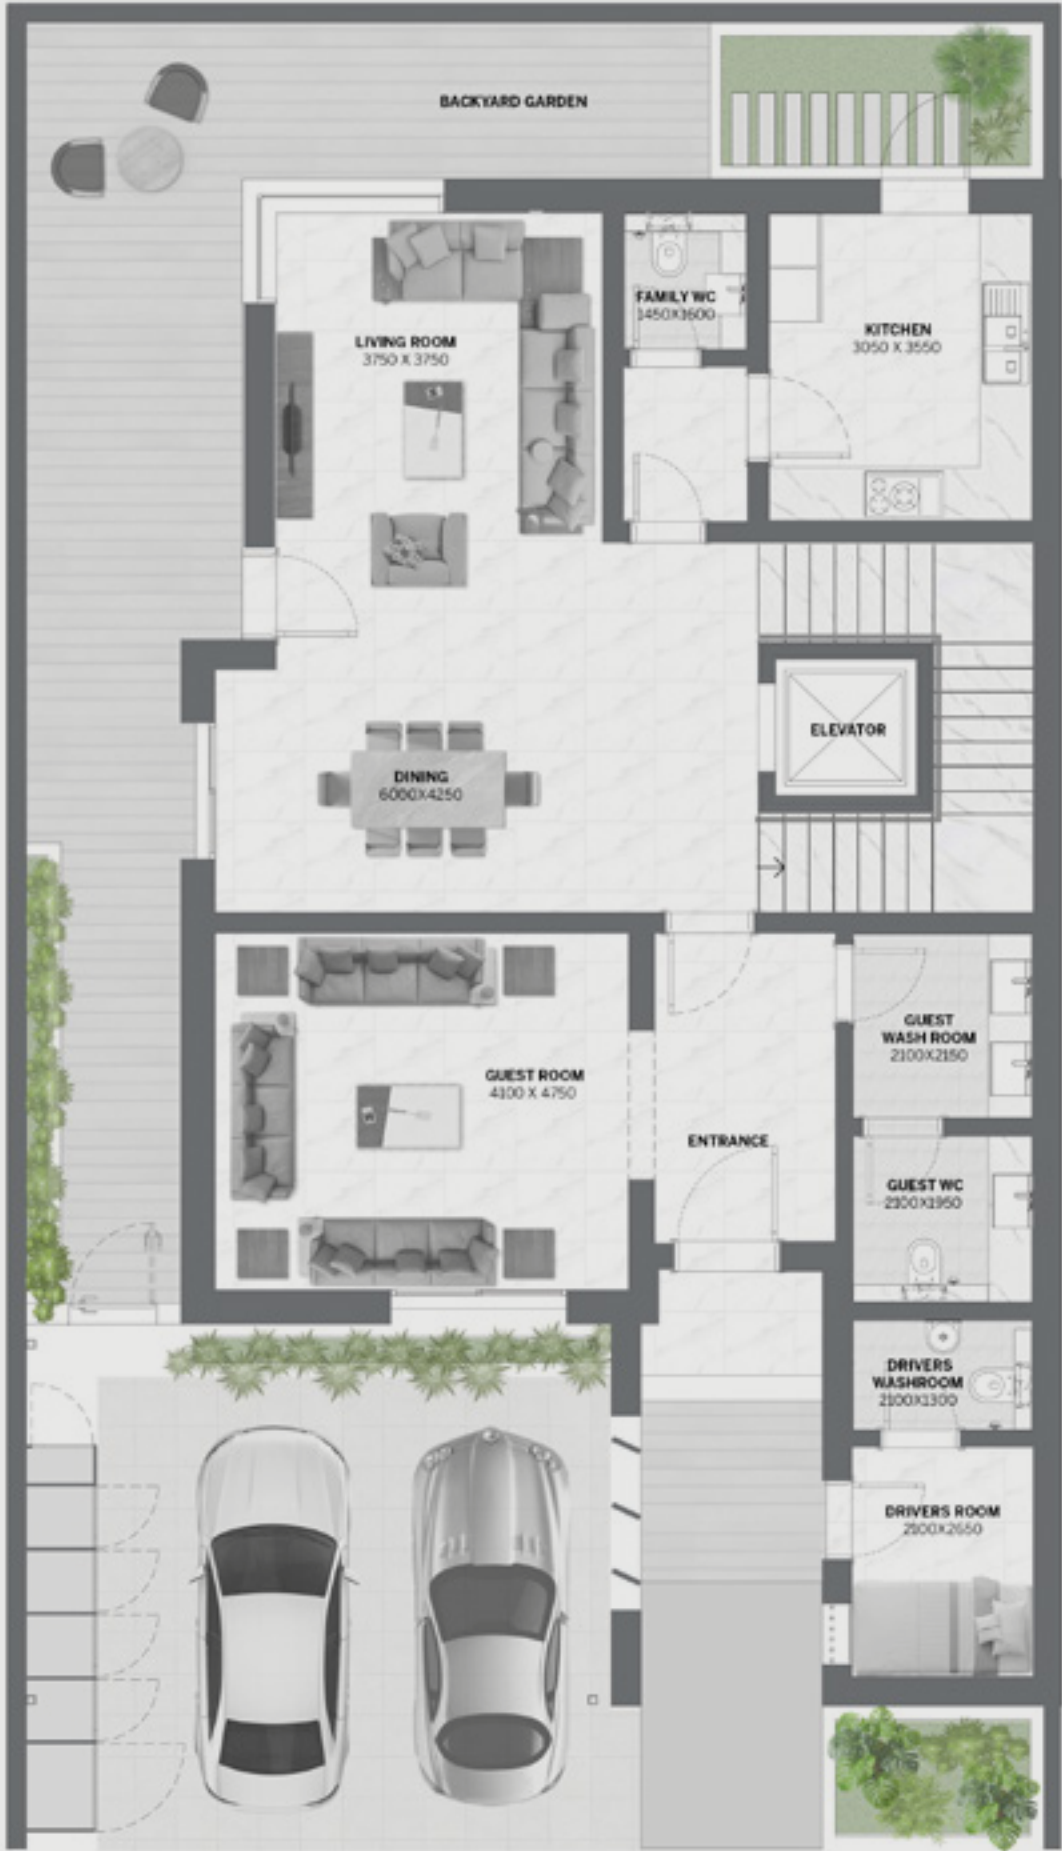 BACKYARD GARDEN
FAMILY WC
1450X1600
KITCHEN
3050 X 3550
LIVING ROOM
3750 X 3750
ELEVATOR
DINING
6000X4250
GUEST
WASH ROOM
2100X2150
GUEST ROOM
4100 X 4750
ENTRANCE
GUEST WC
2100X1950
DRIVERS
WASHROOM
2100X1300
DRIVERS ROOM
2100X2650